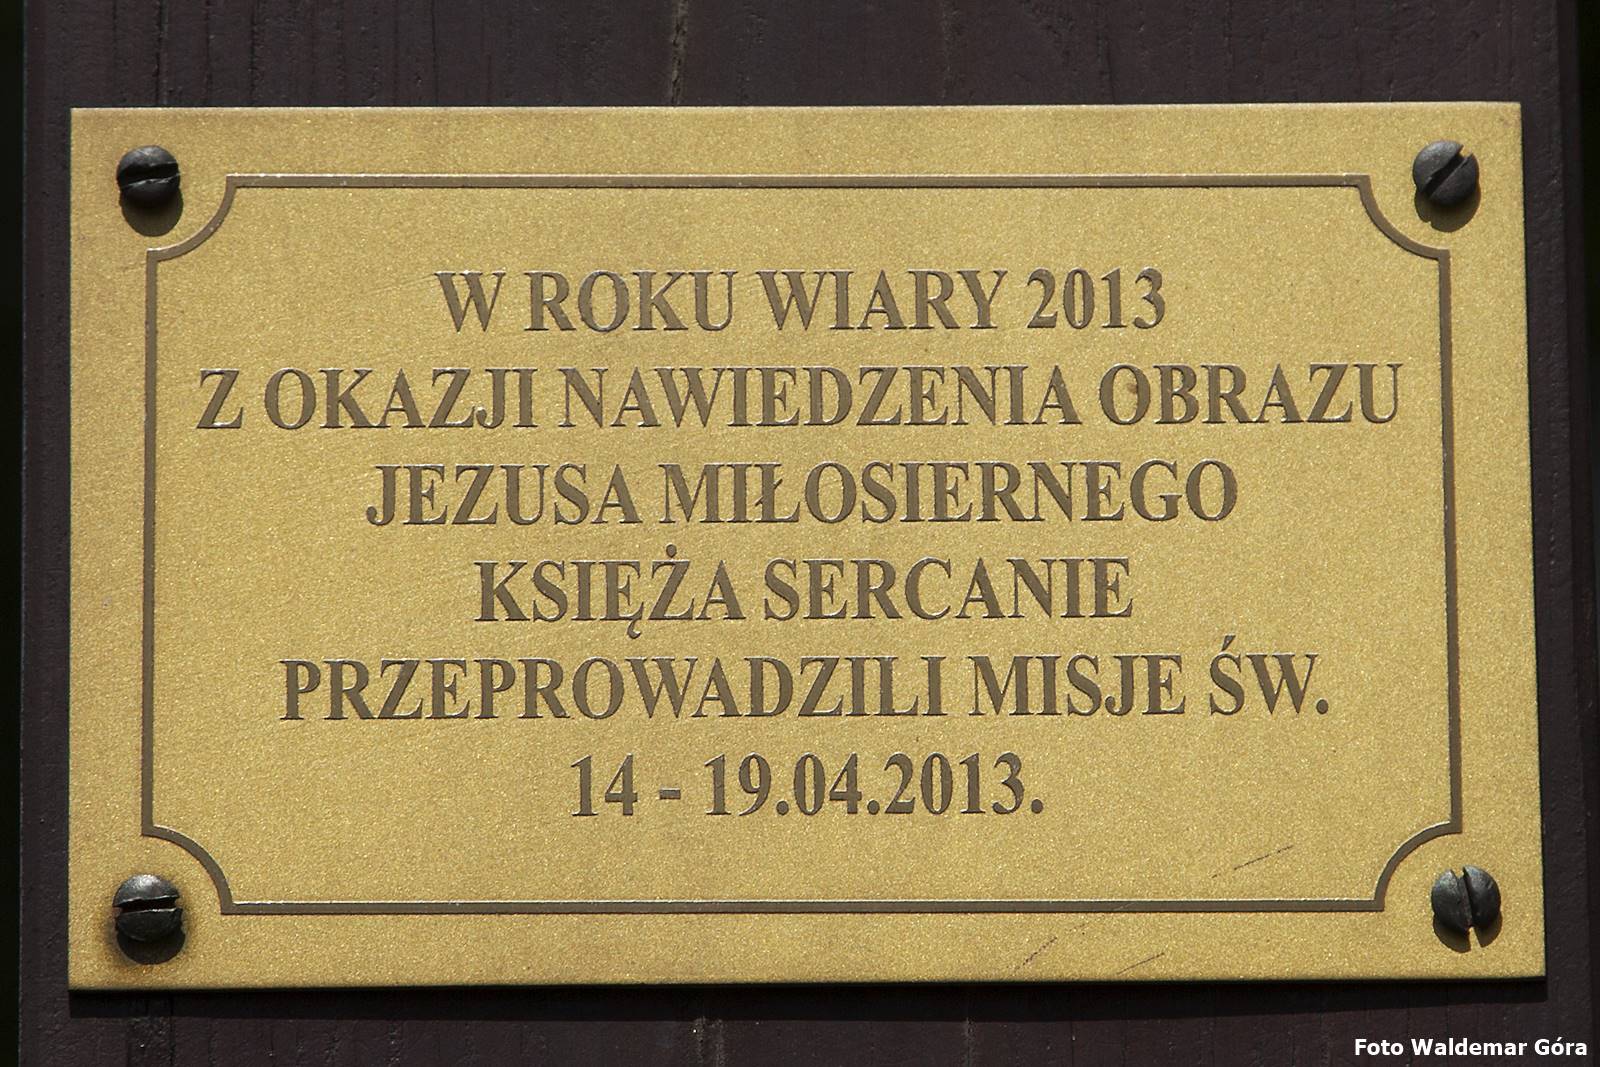 W ROKU WIARY 2013
Z OKAZJI NAWIEDZENIA OBRAZU
JEZUSA MIŁOSIERNEGO
KSIĘŻA SERCANIE
PRZEPROWADZILI MISJE ŚW.
14 - 19.04.2013.
Foto Waldemar Góra